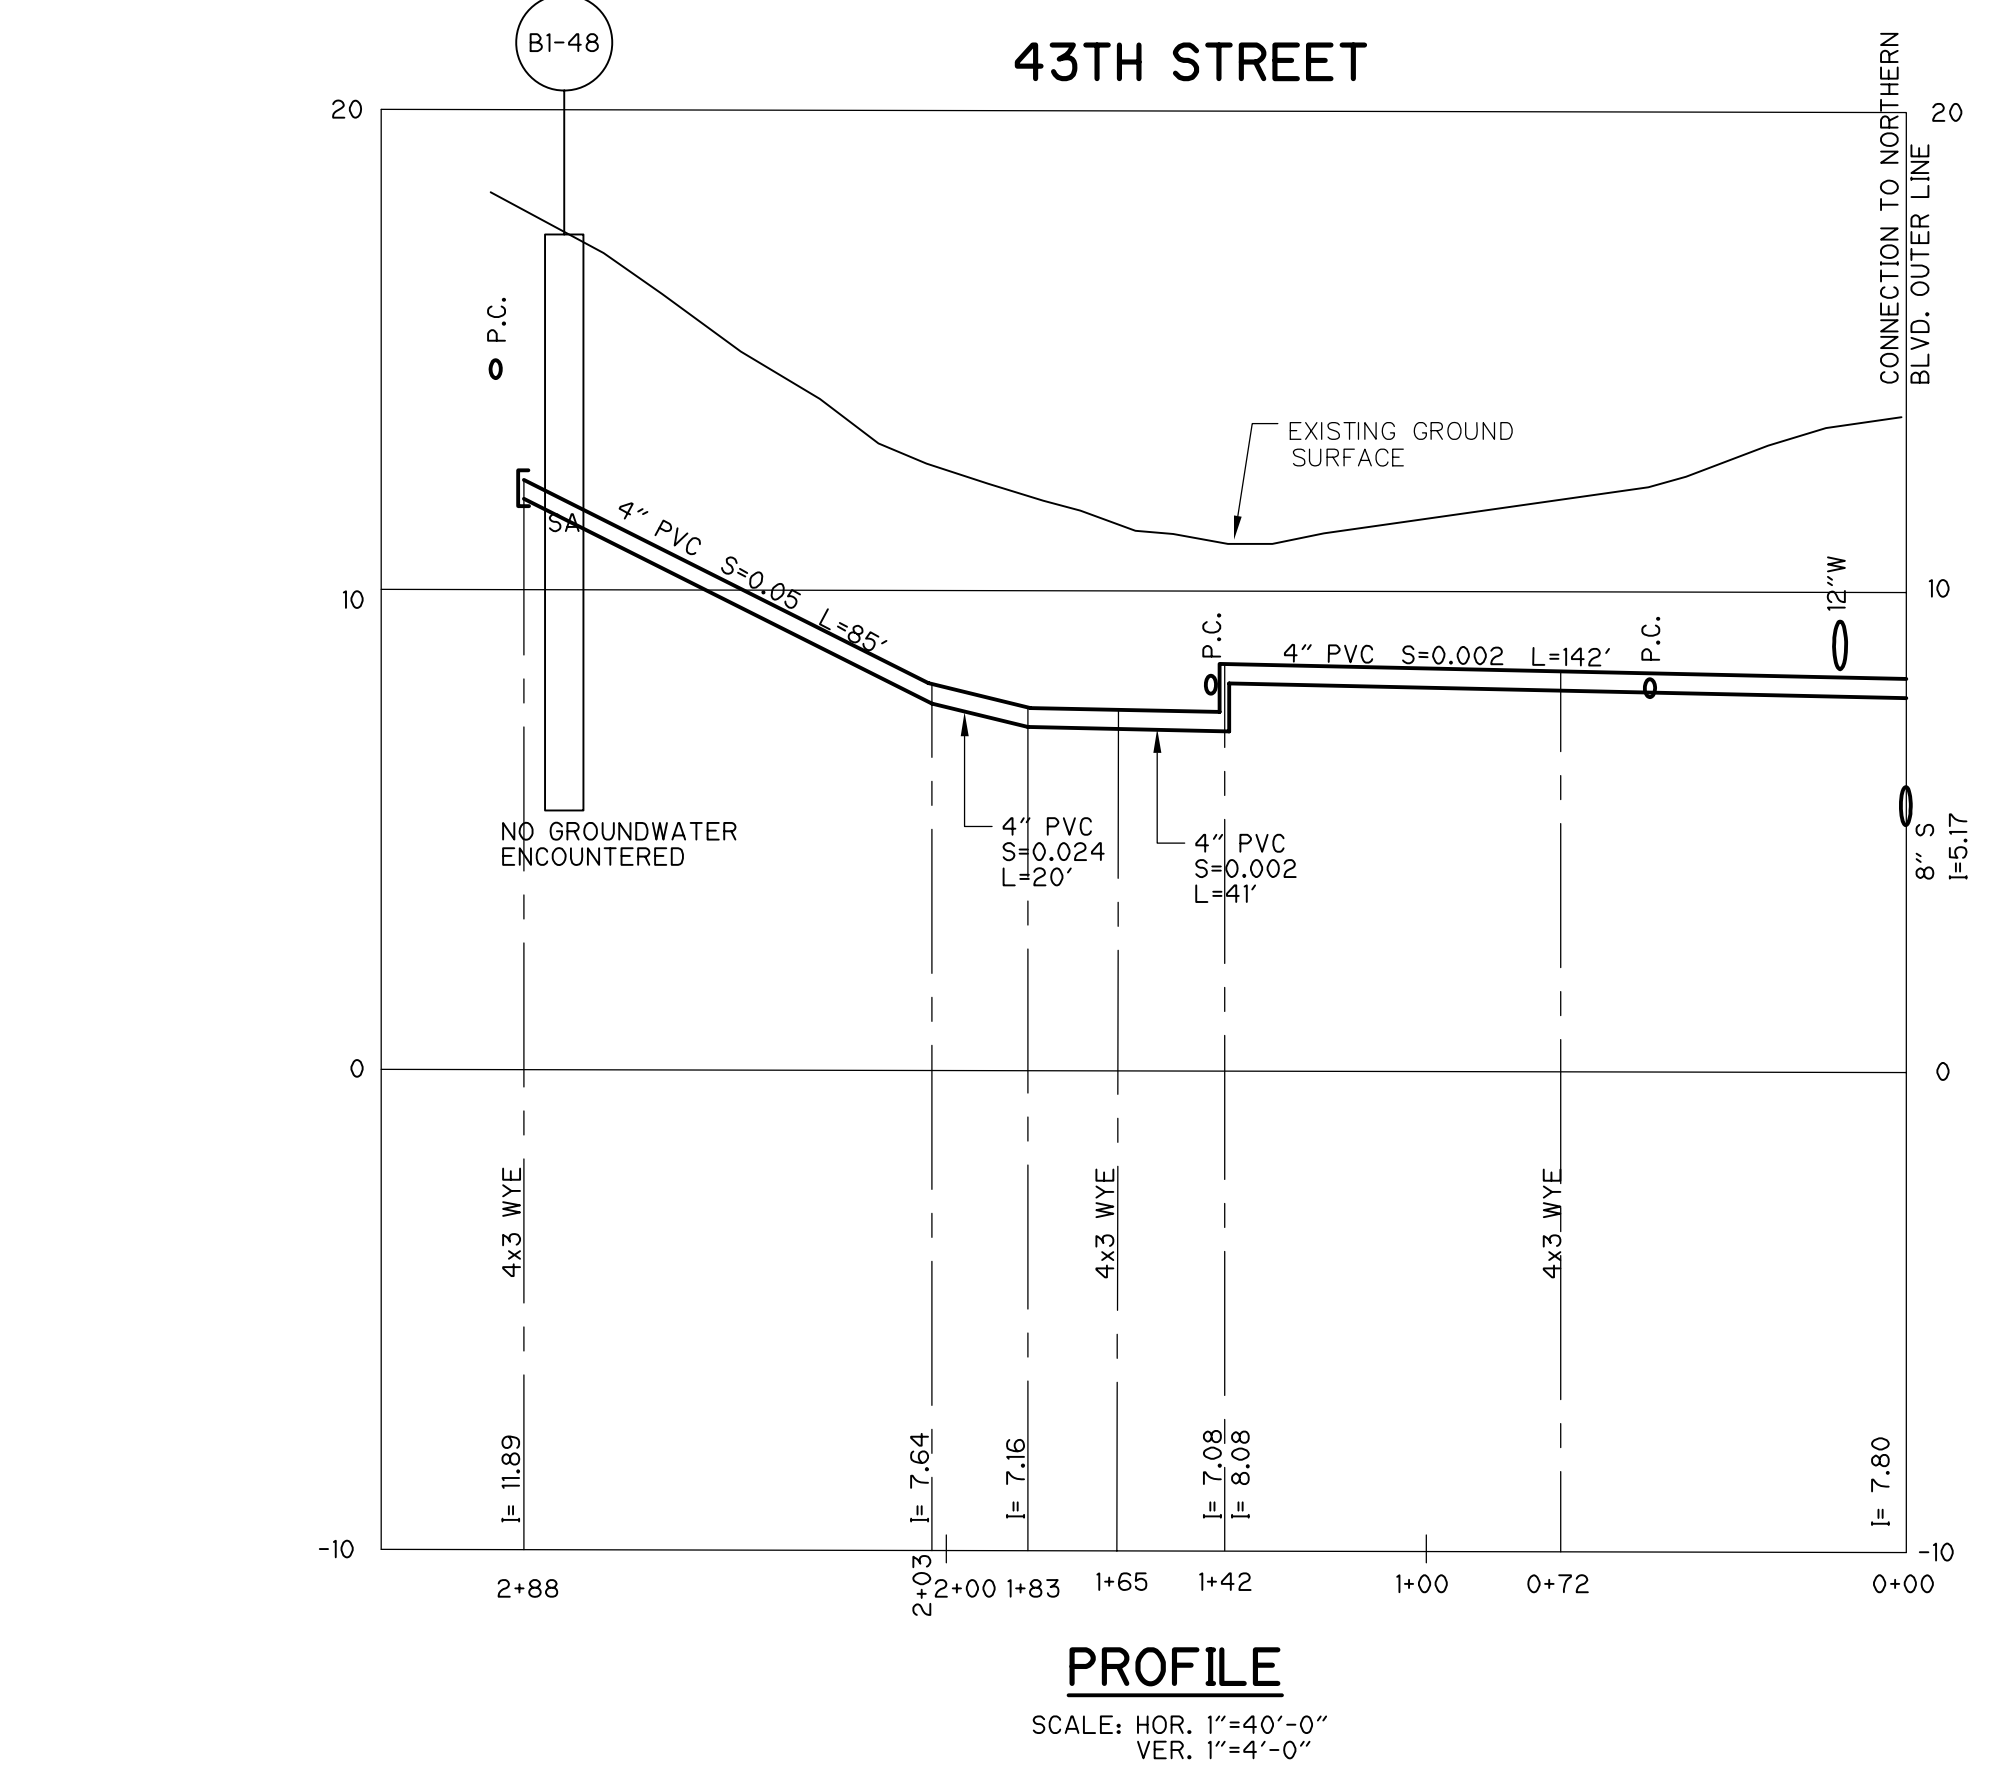 B1-48
43TH STREET
CONNECTION TO NORTHERN
BLVD. OUTER LINE
20
20
P.C.
EXISTING GROUND
SURFACE
SA
4" PVC S=0.05 L=85'
10
10
12"W
P.C.
4" PVC S=0.002 L=142'
P.C.
NO GROUNDWATER
ENCOUNTERED
4" PVC
S=0.024
L=20'
4" PVC
S=0.002
L=41'
8" S
I=5.17
0
0
4x3 WYE
4x3 WYE
4x3 WYE
I= 11.89
I= 7.64
I= 7.16
I= 7.08
I= 8.08
I= 7.80
-10
-10
2+88
2+03
2+00
1+83
1+65
1+42
1+00
0+72
0+00
PROFILE
SCALE: HOR. 1"=40'-0"
VER. 1"=4'-0"